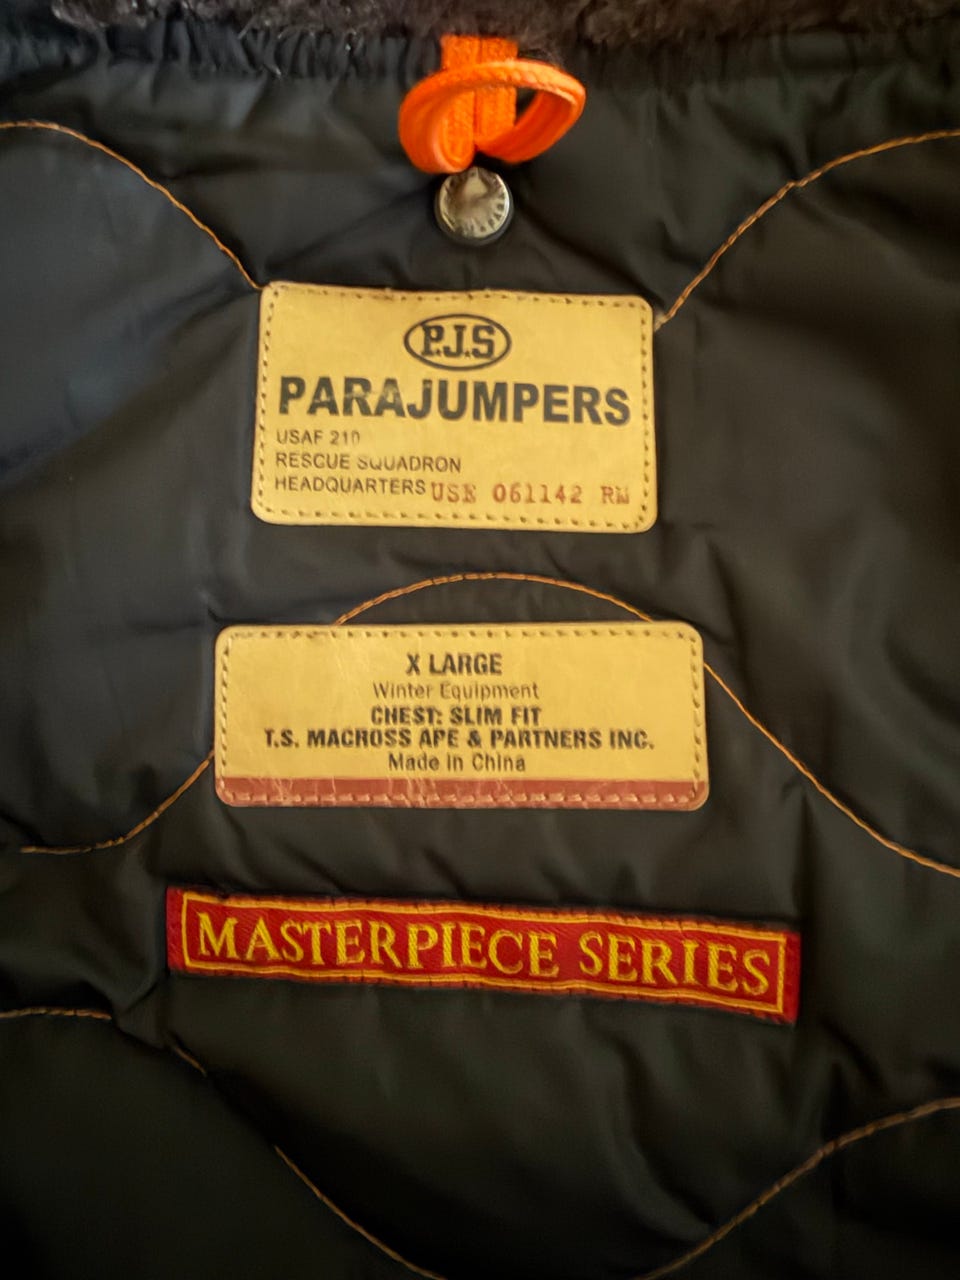 P.J.S
PARAJUMPERS
USAF 210
RESCUE SQUADRON
HEADQUARTERS USE 061142 RW
X LARGE
Winter Equipment
CHEST: SLIM FIT
T.S. MACROSS APE & PARTNERS INC.
Made in China
MASTERPIECE SERIES